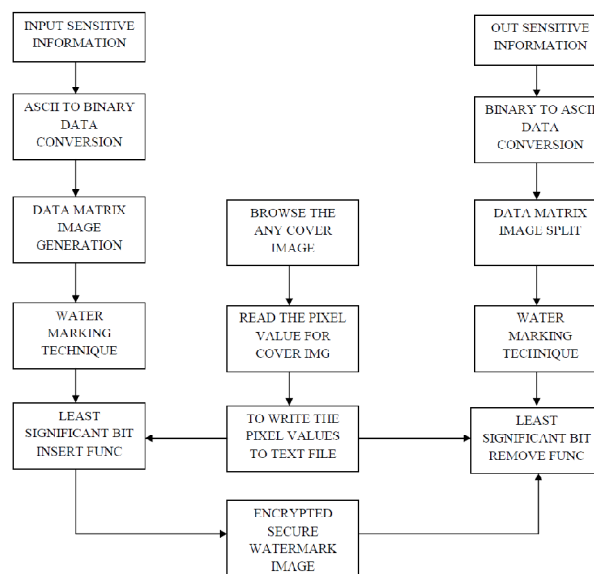 INPUT SENSITIVE
INFORMATION
ASCII TO BINARY
DATA
CONVERSION
DATA MATRIX
IMAGE
GENERATION
WATER
MARKING
TECHNIQUE
LEAST
SIGNIFICANT BIT
INSERT FUNC
BROWSE THE
ANY COVER
IMAGE
READ THE PIXEL
VALUE FOR
COVER IMG
TO WRITE THE
PIXEL VALUES
TO TEXT FILE
ENCRYPTED
SECURE
WATERMARK
IMAGE
OUT SENSITIVE
INFORMATION
BINARY TO ASCII
DATA
CONVERSION
DATA MATRIX
IMAGE SPLIT
WATER
MARKING
TECHNIQUE
LEAST
SIGNIFICANT BIT
REMOVE FUNC